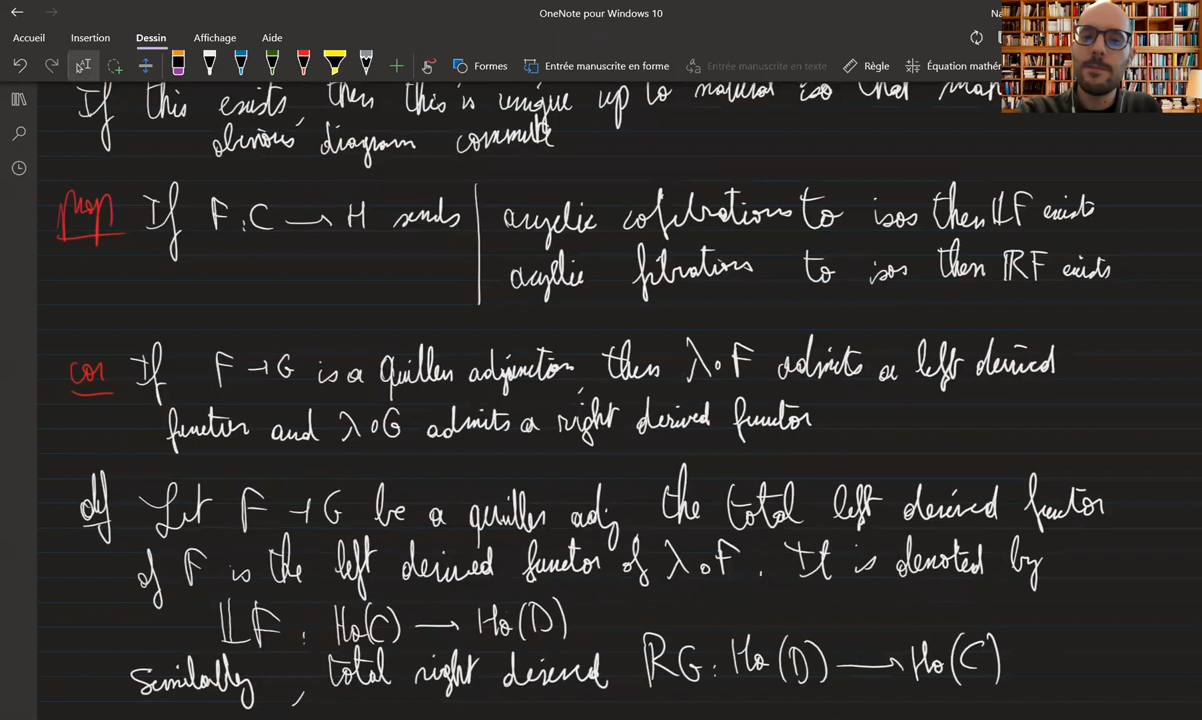 OneNote pour Windows 10
Na
Accueil Insertion Dessin Affichage Aide
Formes Entrée manuscrite en forme Entrée manuscrite en texte Règle Équation mathé
If this exists, then this is unique up to natural iso that
obvious diagram commute
Prop If F : C → H sends | acyclic cofibrations to isos then 𝕃F exists
acyclic fibrations to isos then ℝF exists
cor If F ⊣ G is a Quillen adjunction, then λ∘F admits a left derived
functor and λ∘G admits a right derived functor
def Let F ⊣ G be a quillen adj the total left derived functor
of F is the left derived functor of λ∘F. It is denoted by
𝕃F : Ho(C) → Ho(D)
Similarly, total right derived ℝG : Ho(D) → Ho(C)